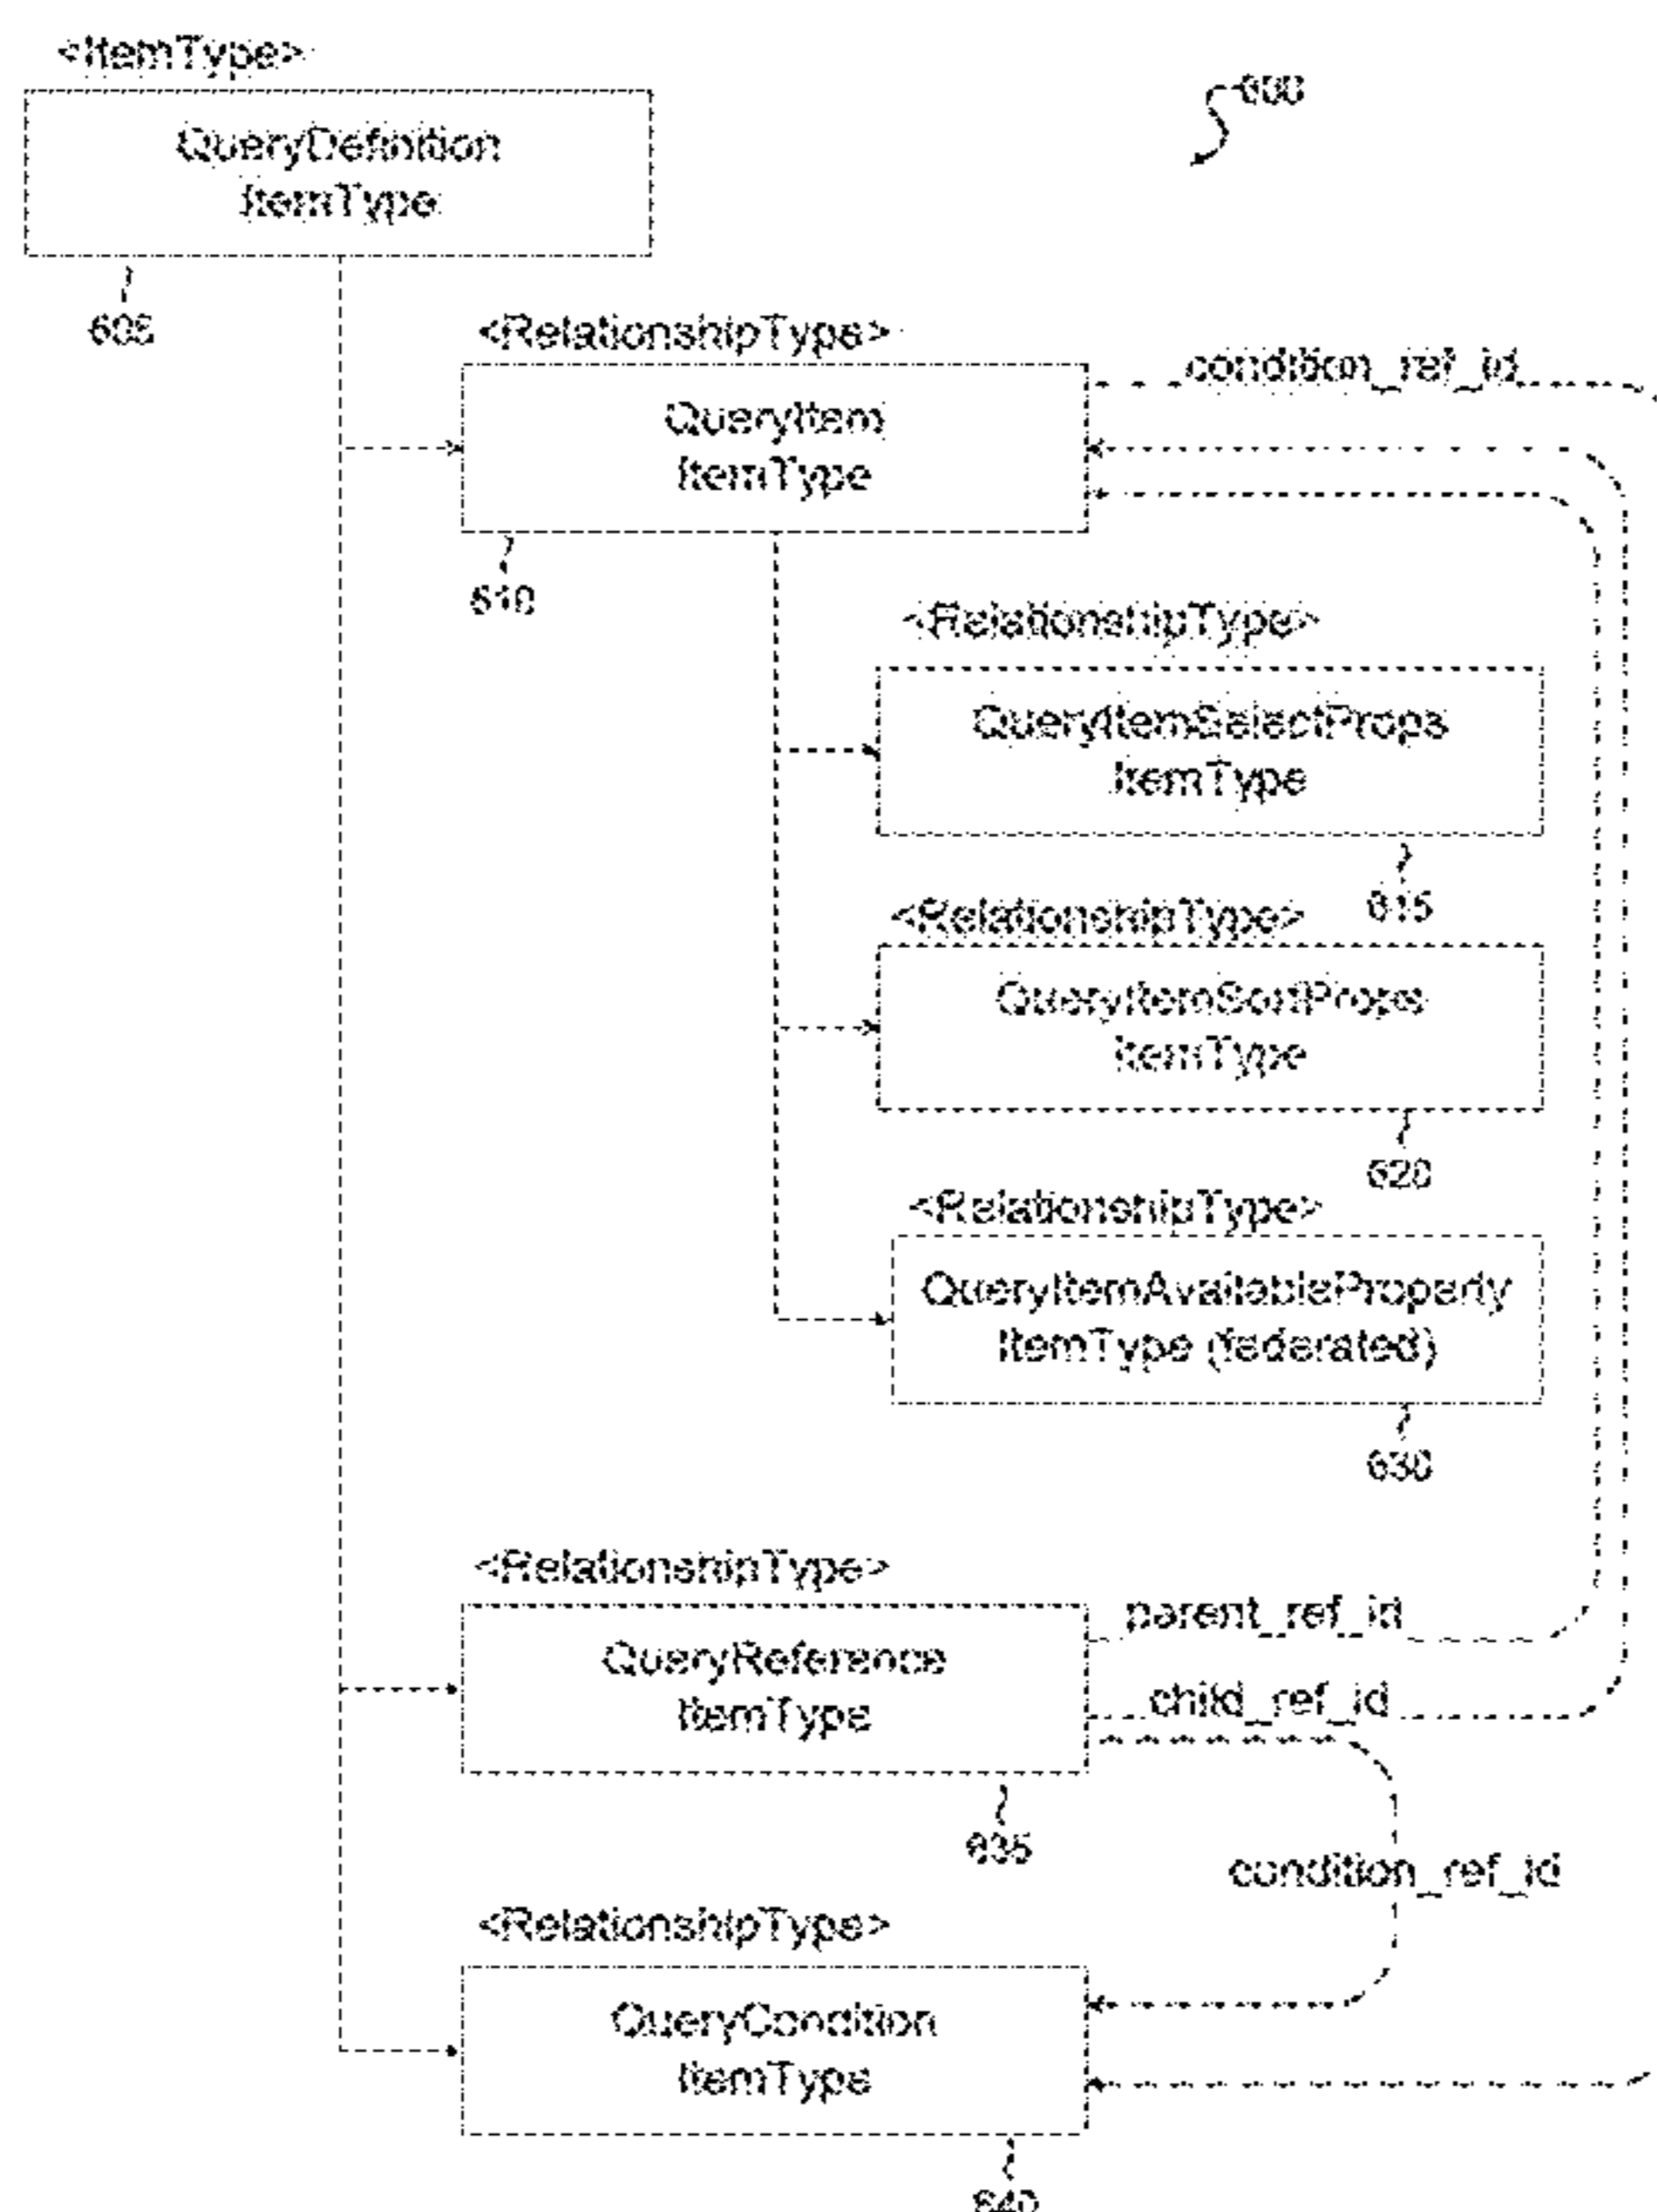 <ItemType>
600
QueryDefinition
ItemType
605
<RelationshipType>
condition_ref_id
QueryItem
ItemType
610
<RelationshipType>
QueryItemSelectProps
ItemType
615
<RelationshipType>
QueryItemSortProps
ItemType
620
<RelationshipType>
QueryItemAvailableProperty
ItemType (federated)
630
<RelationshipType>
parent_ref_id
QueryReference
ItemType
child_ref_id
635
condition_ref_id
<RelationshipType>
QueryCondition
ItemType
640